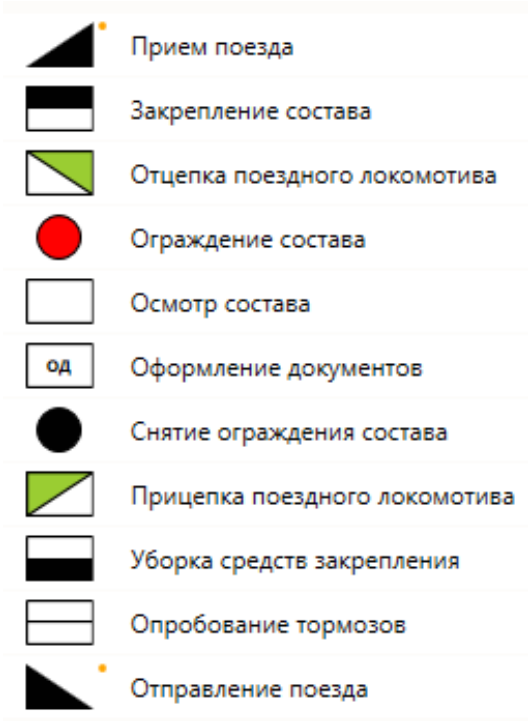 Прием поезда
Закрепление состава
Отцепка поездного локомотива
Ограждение состава
Осмотр состава
ОД Оформление документов
Снятие ограждения состава
Прицепка поездного локомотива
Уборка средств закрепления
Опробование тормозов
Отправление поезда